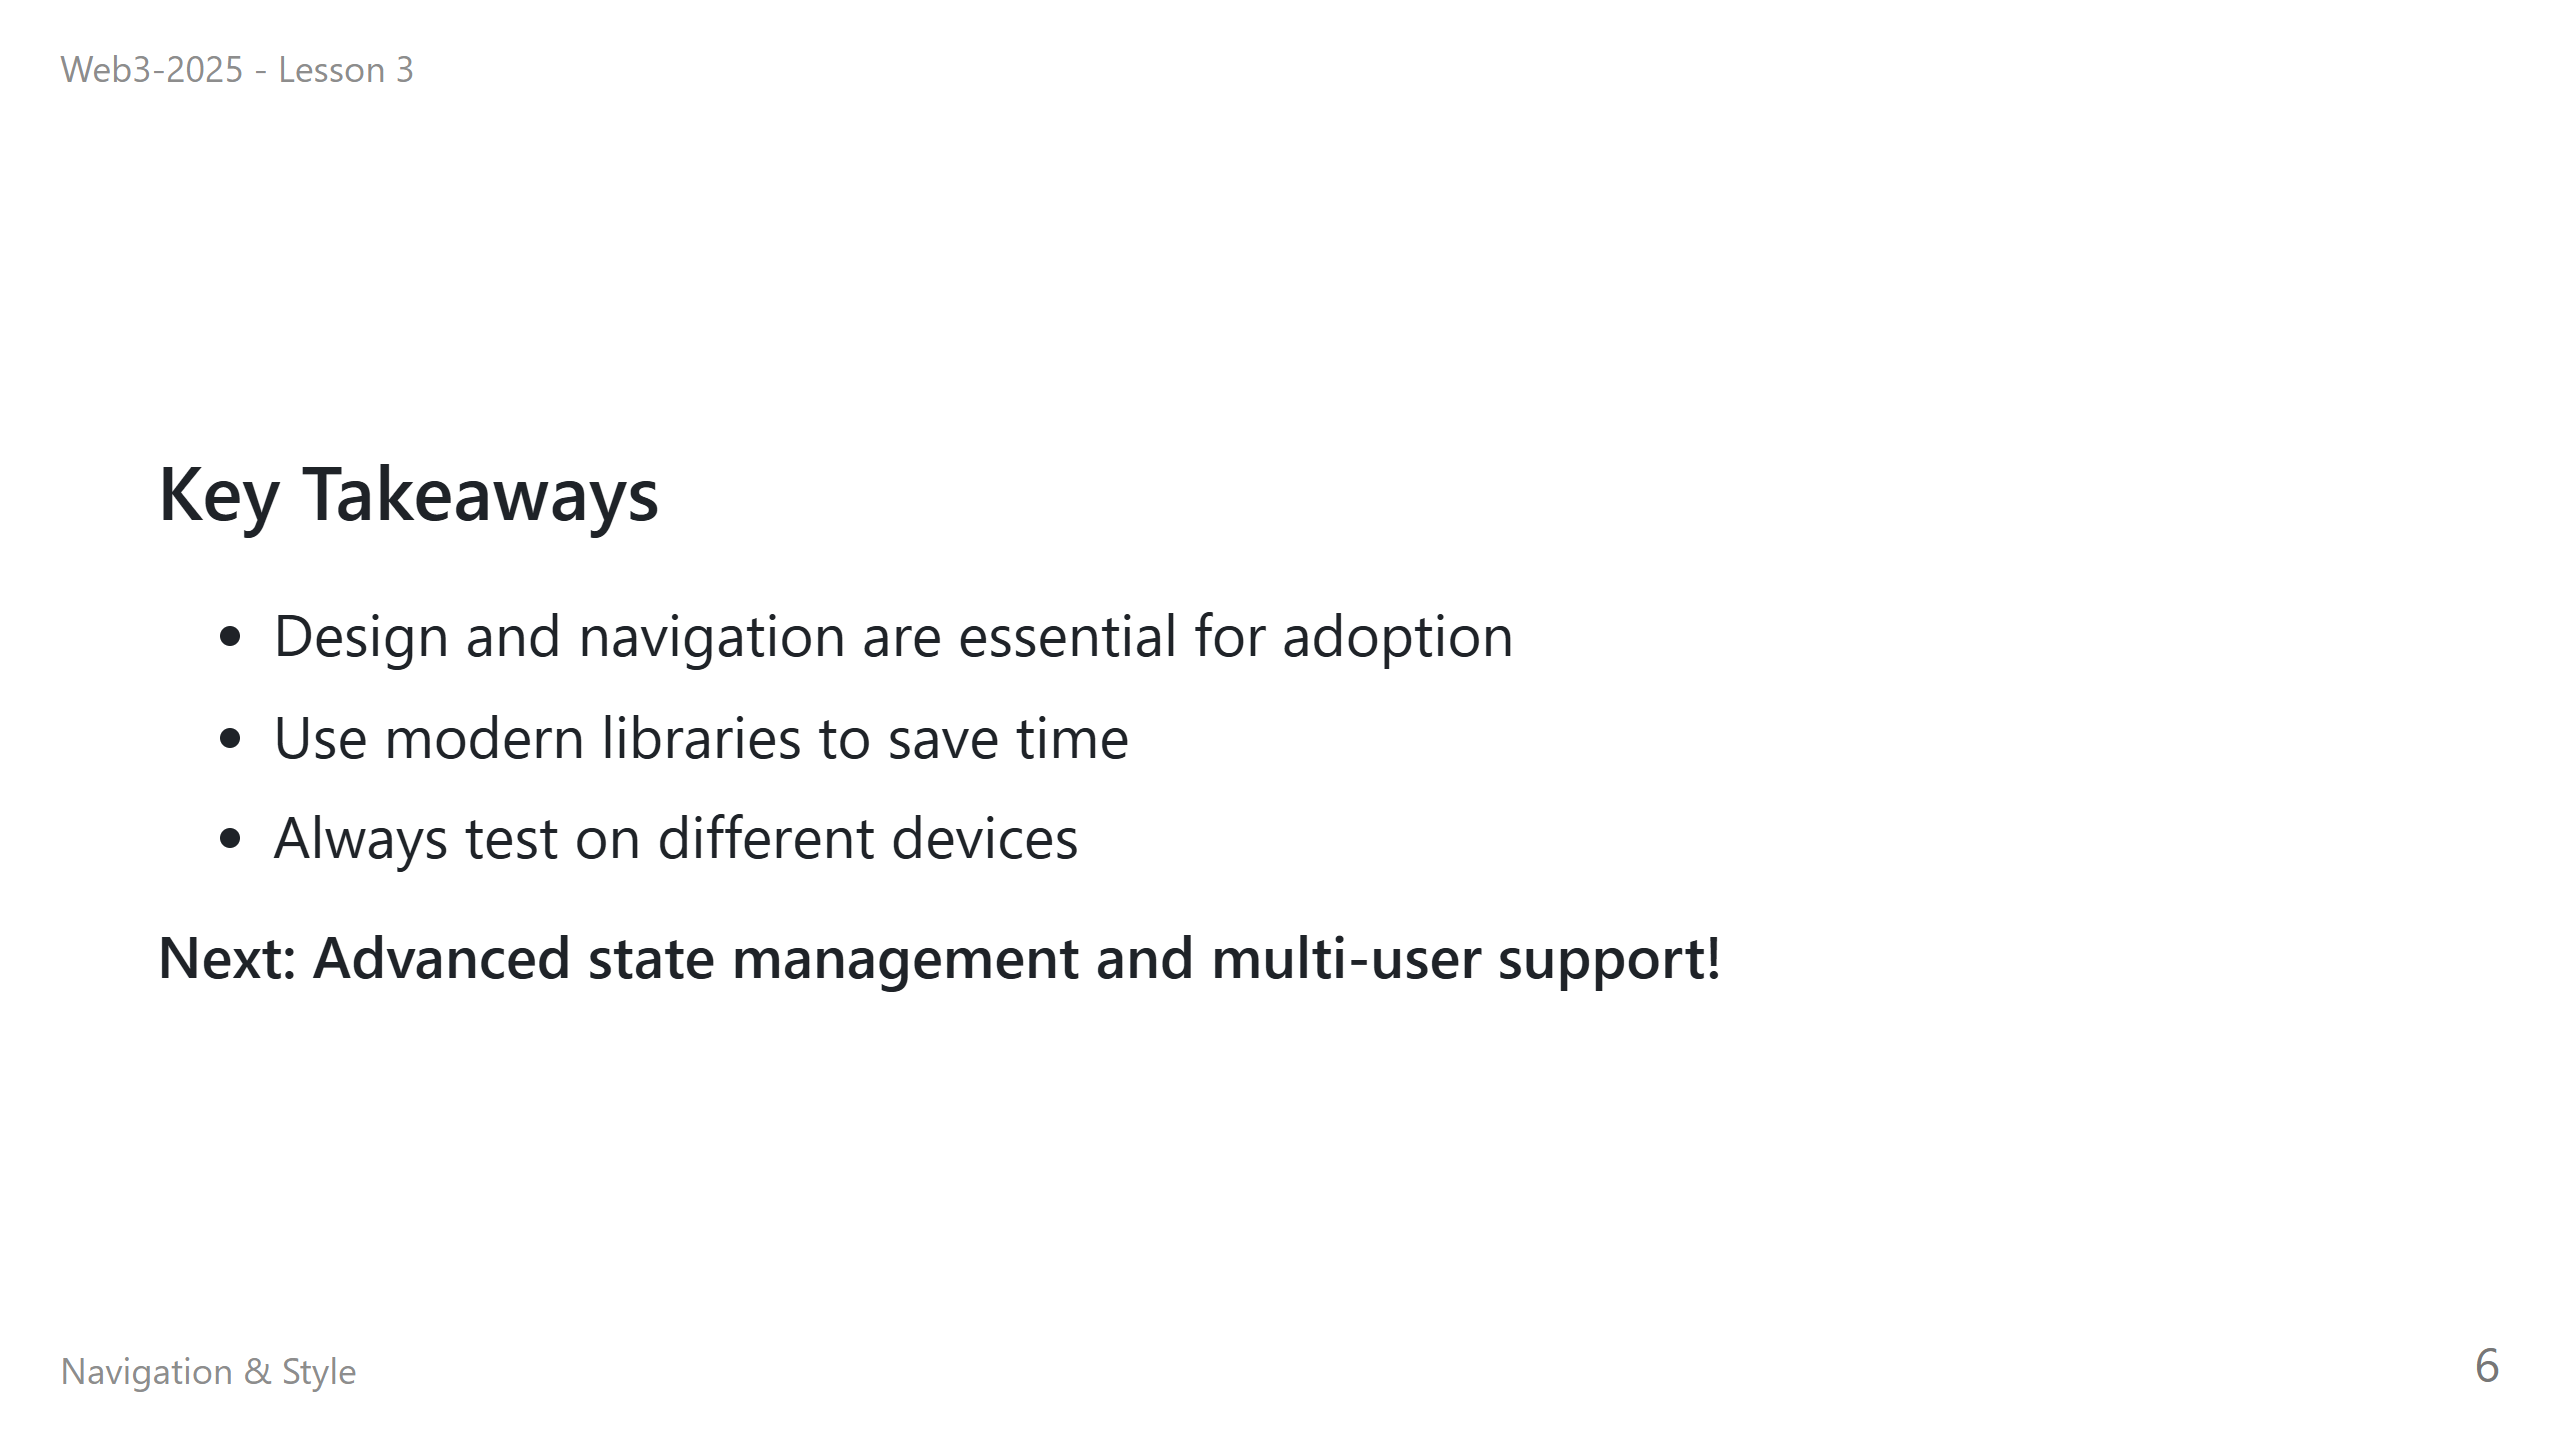 Web3-2025 - Lesson 3
Key Takeaways
• Design and navigation are essential for adoption
• Use modern libraries to save time
• Always test on different devices
Next: Advanced state management and multi-user support!
Navigation & Style
6